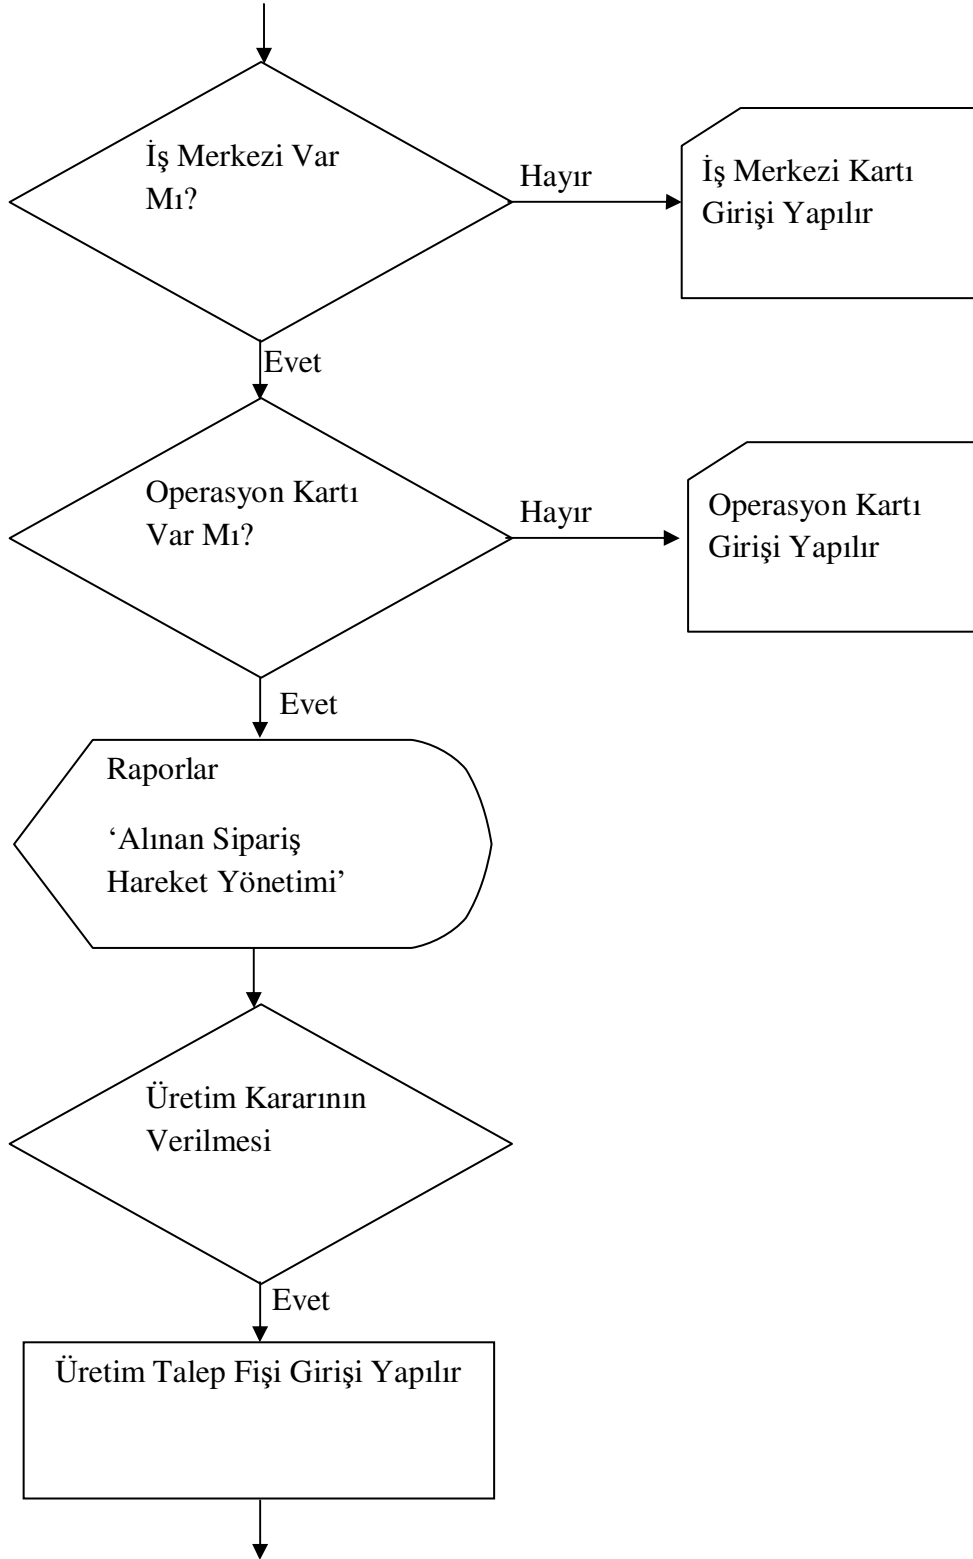 İş Merkezi Var
Mı?
Hayır
İş Merkezi Kartı
Girişi Yapılır
Evet
Operasyon Kartı
Var Mı?
Hayır
Operasyon Kartı
Girişi Yapılır
Evet
Raporlar
‘Alınan Sipariş
Hareket Yönetimi’
Üretim Kararının
Verilmesi
Evet
Üretim Talep Fişi Girişi Yapılır